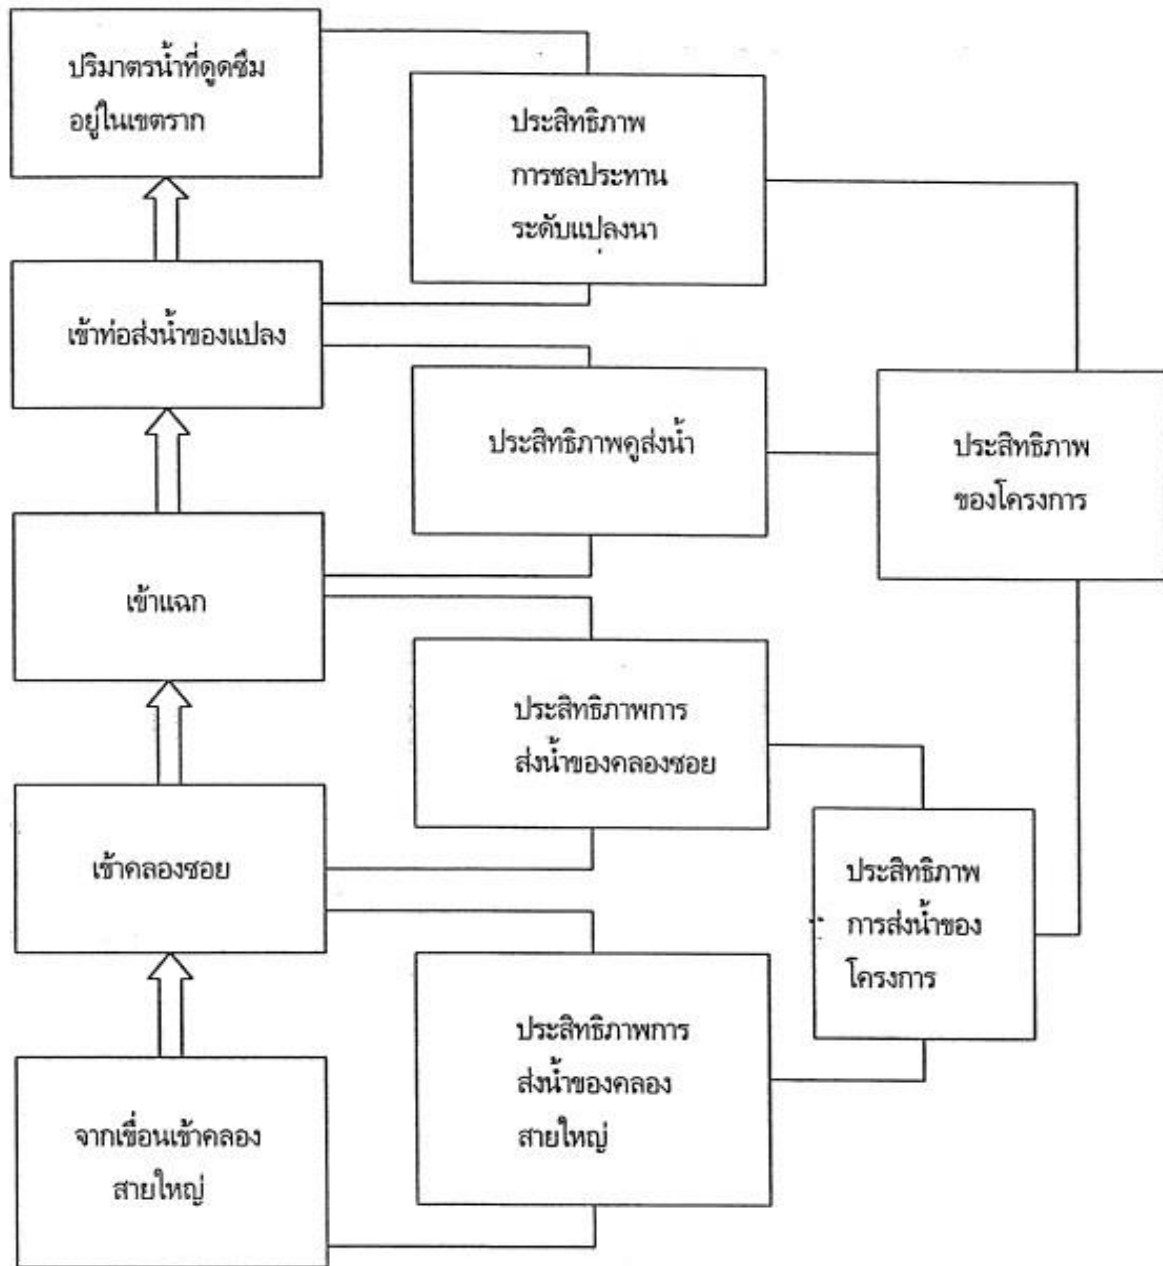 ปริมาตรน้ำที่ดูดซึม
อยู่ในเขตราก
ประสิทธิภาพ
การชลประทาน
ระดับแปลงนา
เข้าท่อส่งน้ำของแปลง
ประสิทธิภาพคูส่งน้ำ
ประสิทธิภาพ
ของโครงการ
เข้าแฉก
ประสิทธิภาพการ
ส่งน้ำของคลองซอย
เข้าคลองซอย
ประสิทธิภาพ
การส่งน้ำของ
โครงการ
ประสิทธิภาพการ
ส่งน้ำของคลอง
สายใหญ่
จากเขื่อนเข้าคลอง
สายใหญ่